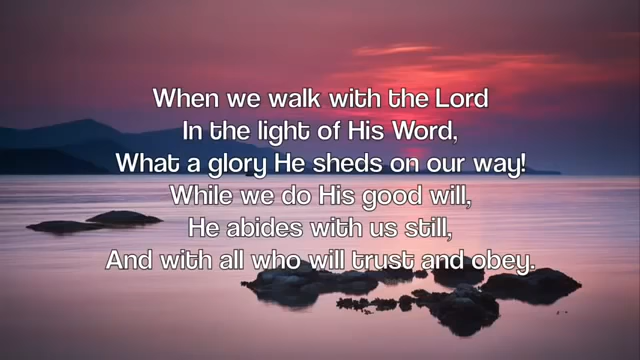 When we walk with the Lord
In the light of His Word,
What a glory He sheds on our way!
While we do His good will,
He abides with us still,
And with all who will trust and obey.